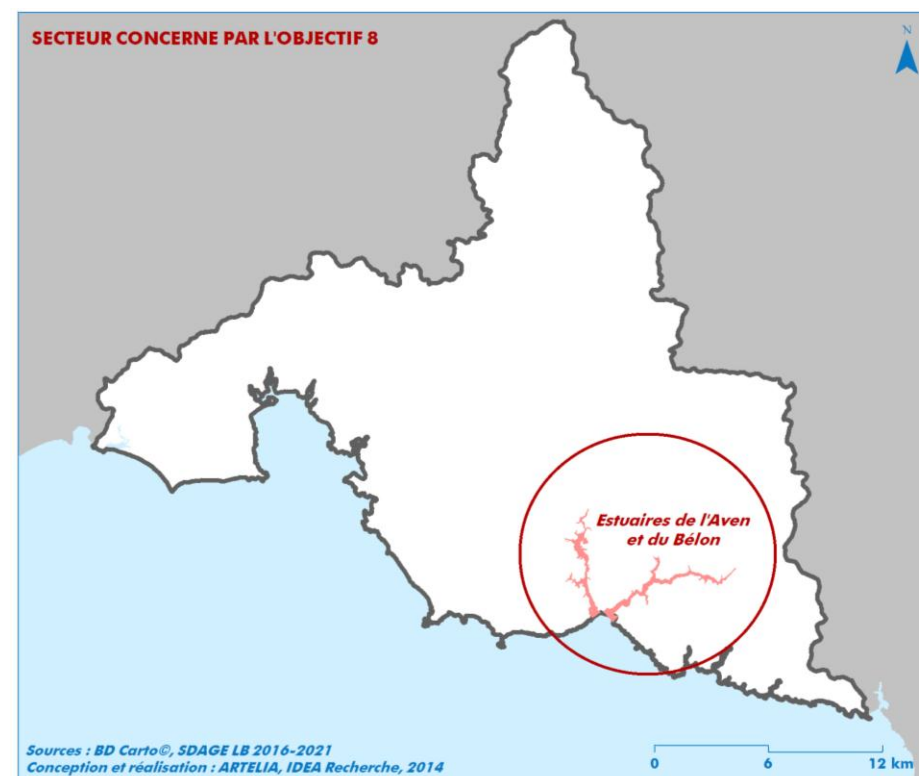 SECTEUR CONCERNE PAR L'OBJECTIF 8
N
Estuaires de l'Aven
et du Bélon
Sources : BD Carto©, SDAGE LB 2016-2021
Conception et réalisation : ARTELIA, IDEA Recherche, 2014
0 6 12 km